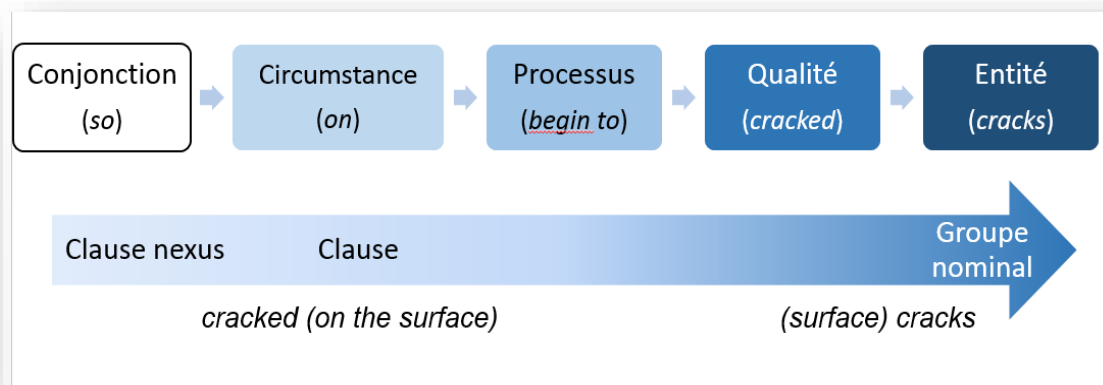 Conjonction
(so)
Circumstance
(on)
Processus
(begin to)
Qualité
(cracked)
Entité
(cracks)
Clause nexus
Clause
Groupe
nominal
cracked (on the surface)
(surface) cracks